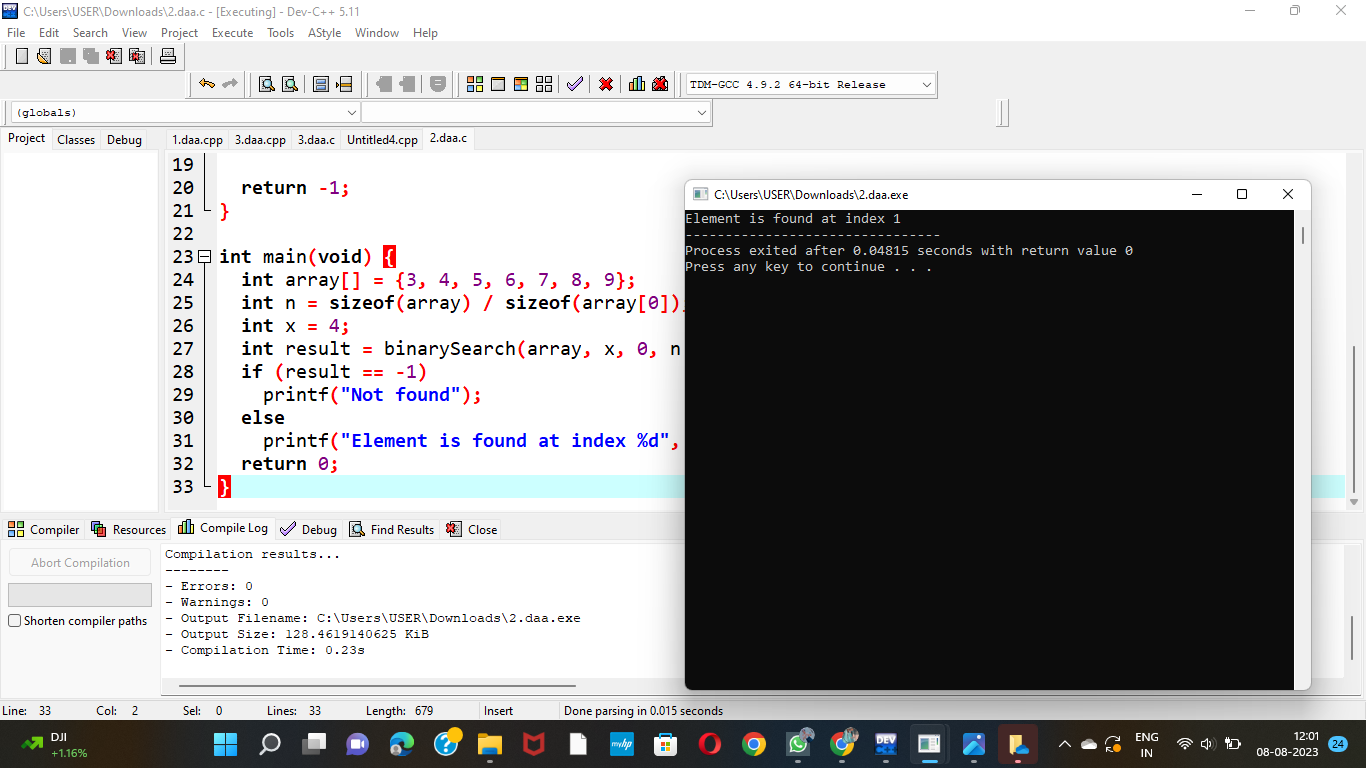 C:\Users\USER\Downloads\2.daa.c - [Executing] - Dev-C++ 5.11
File Edit Search View Project Execute Tools AStyle Window Help
TDM-GCC 4.9.2 64-bit Release
(globals)
Project Classes Debug
1.daa.cpp 3.daa.cpp 3.daa.c Untitled4.cpp 2.daa.c
19
20 return -1;
21 }
22
23 int main(void) {
24 int array[] = {3, 4, 5, 6, 7, 8, 9};
25 int n = sizeof(array) / sizeof(array[0]);
26 int x = 4;
27 int result = binarySearch(array, x, 0, n
28 if (result == -1)
29 printf("Not found");
30 else
31 printf("Element is found at index %d",
32 return 0;
33 }
C:\Users\USER\Downloads\2.daa.exe
Element is found at index 1
--------------------------------
Process exited after 0.04815 seconds with return value 0
Press any key to continue . . .
Compiler Resources Compile Log Debug Find Results Close
Abort Compilation
Shorten compiler paths
Compilation results...
--------
- Errors: 0
- Warnings: 0
- Output Filename: C:\Users\USER\Downloads\2.daa.exe
- Output Size: 128.4619140625 KiB
- Compilation Time: 0.23s
Line: 33 Col: 2 Sel: 0 Lines: 33 Length: 679 Insert Done parsing in 0.015 seconds
DJI
+1.16%
myhp
DEV
ENG
IN
12:01
08-08-2023
24